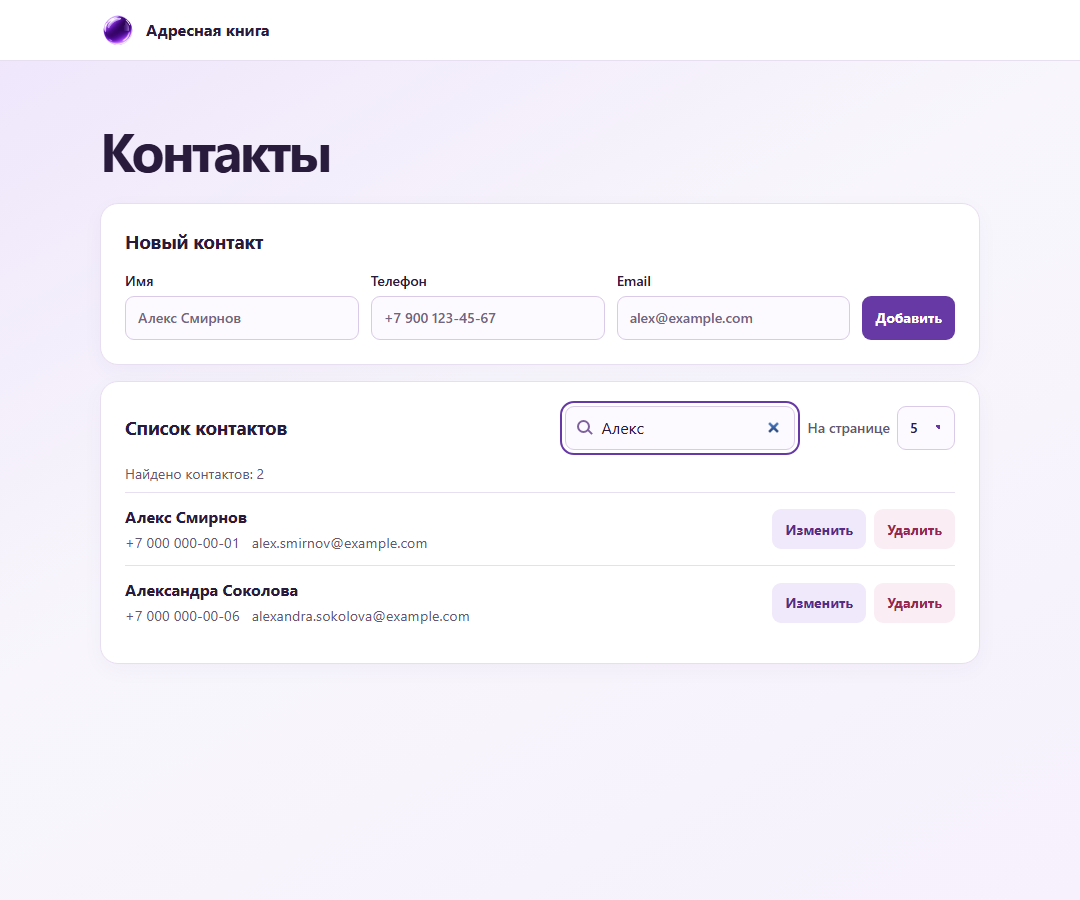 Адресная книга
Контакты
Новый контакт
Имя Телефон Email
Алекс Смирнов +7 900 123-45-67 alex@example.com Добавить
Список контактов Алекс На странице 5
Найдено контактов: 2
Алекс Смирнов
+7 000 000-00-01 alex.smirnov@example.com
Изменить Удалить
Александра Соколова
+7 000 000-00-06 alexandra.sokolova@example.com
Изменить Удалить